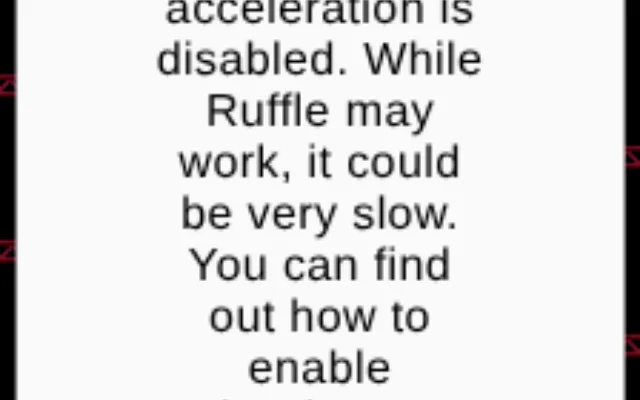 acceleration is
disabled. While
Ruffle may
work, it could
be very slow.
You can find
out how to
enable